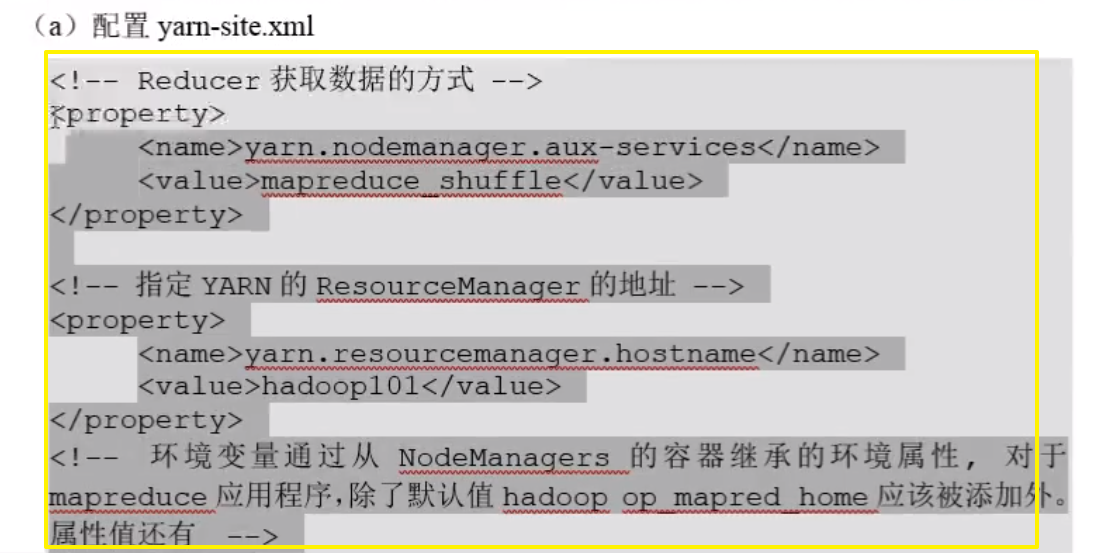 （a）配置 yarn-site.xml
<!-- Reducer 获取数据的方式 -->
<property>
<name>yarn.nodemanager.aux-services</name>
<value>mapreduce_shuffle</value>
</property>
<!-- 指定 YARN 的 ResourceManager 的地址 -->
<property>
<name>yarn.resourcemanager.hostname</name>
<value>hadoop101</value>
</property>
<!-- 环境变量通过从 NodeManagers 的容器继承的环境属性，对于
mapreduce 应用程序，除了默认值 hadoop op_mapred_home 应该被添加外。
属性值还有 -->